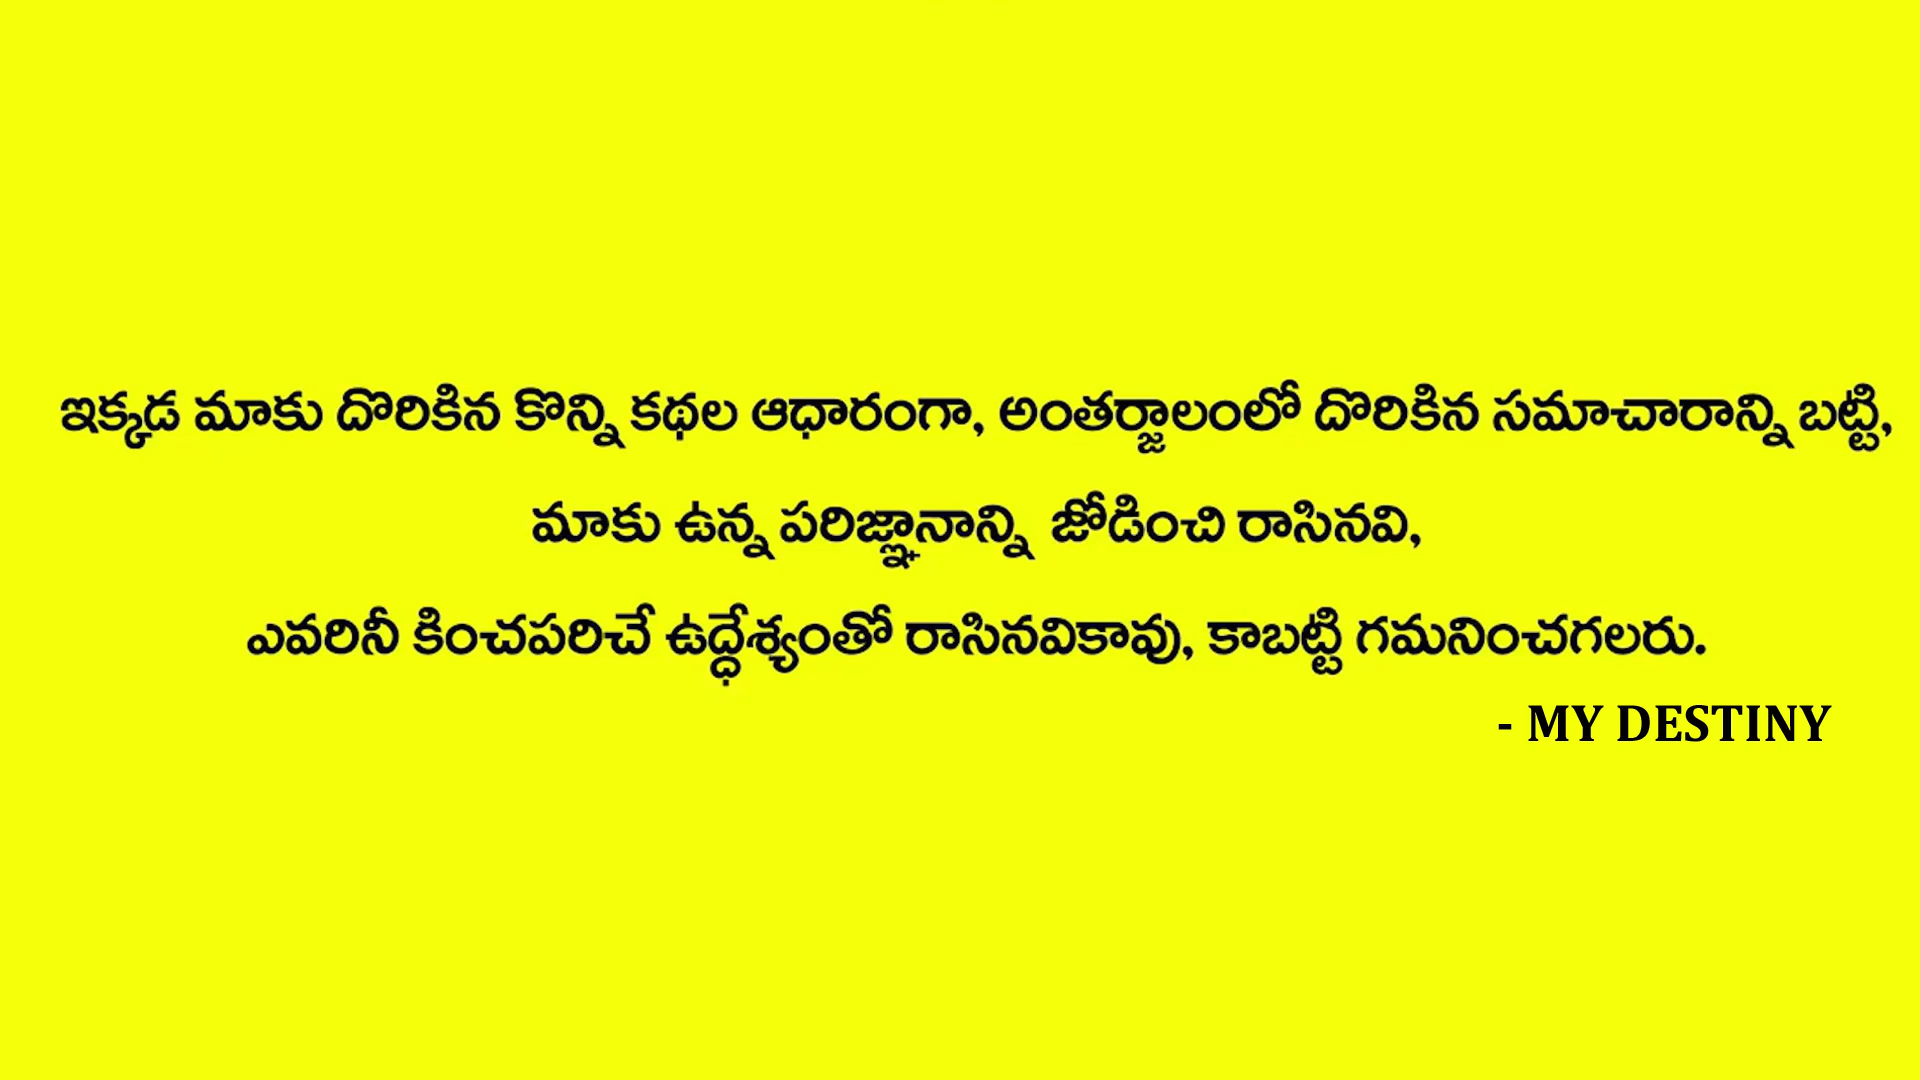 ఇక్కడ మాకు దొరికిన కొన్ని కథల ఆధారంగా, అంతర్జాలంలో దొరికిన సమాచారాన్ని బట్టి,
మాకు ఉన్న పరిజ్ఞానాన్ని జోడించి రాసినవి,
ఎవరినీ కించపరిచే ఉద్ధేశ్యంతో రాసినవికావు, కాబట్టి గమనించగలరు.
- MY DESTINY